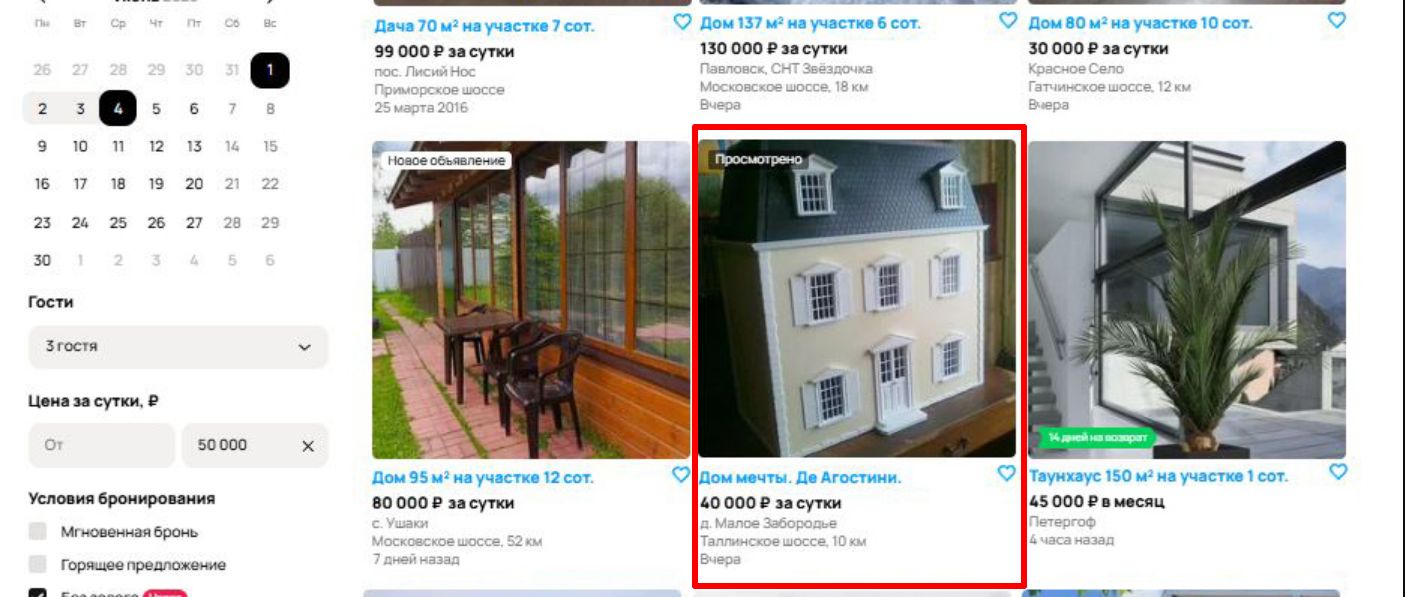 Пн Вт Ср Чт Пт Сб Вс
26 27 28 29 30 31 1
2 3 4 5 6 7 8
9 10 11 12 13 14 15
16 17 18 19 20 21 22
23 24 25 26 27 28 29
30 1 2 3 4 5 6
Гости
3 гостя
Цена за сутки, ₽
От
50 000
Условия бронирования
Мгновенная бронь
Горящее предложение
Дача 70 м² на участке 7 сот.
99 000 ₽ за сутки
пос. Лисий Нос
Приморское шоссе
25 марта 2016
Дом 137 м² на участке 6 сот.
130 000 ₽ за сутки
Павловск, СНТ Звёздочка
Московское шоссе, 18 км
Вчера
Дом 80 м² на участке 10 сот.
30 000 ₽ за сутки
Красное Село
Гатчинское шоссе, 12 км
Вчера
Новое объявление
Дом 95 м² на участке 12 сот.
80 000 ₽ за сутки
с. Ушаки
Московское шоссе, 52 км
7 дней назад
Просмотрено
Дом мечты. Де Агостини.
40 000 ₽ за сутки
д. Малое Забородье
Таллинское шоссе, 10 км
Вчера
14 дней на возврат
Таунхаус 150 м² на участке 1 сот.
45 000 ₽ в месяц
Петергоф
4 часа назад